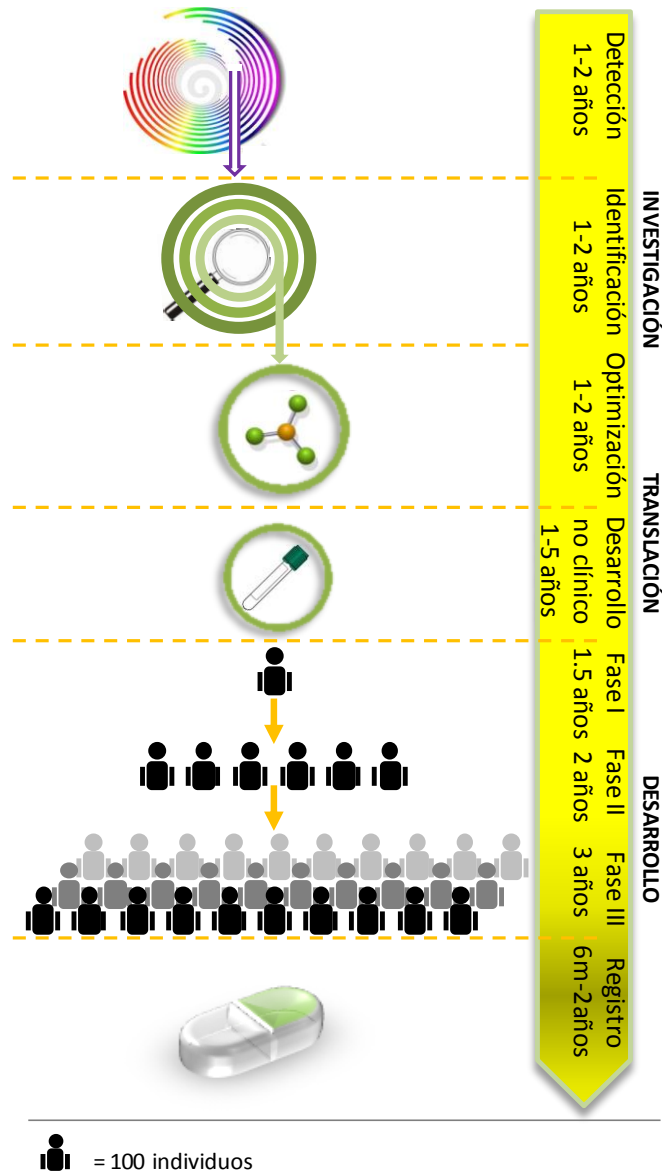 Detección
1-2 años
Identificación
1-2 años
Optimización
1-2 años
Desarrollo
no clínico
1-5 años
Fase I
1.5 años
Fase II
2 años
Fase III
3 años
Registro
6m-2años
INVESTIGACIÓN
TRANSLACIÓN
DESARROLLO
= 100 individuos